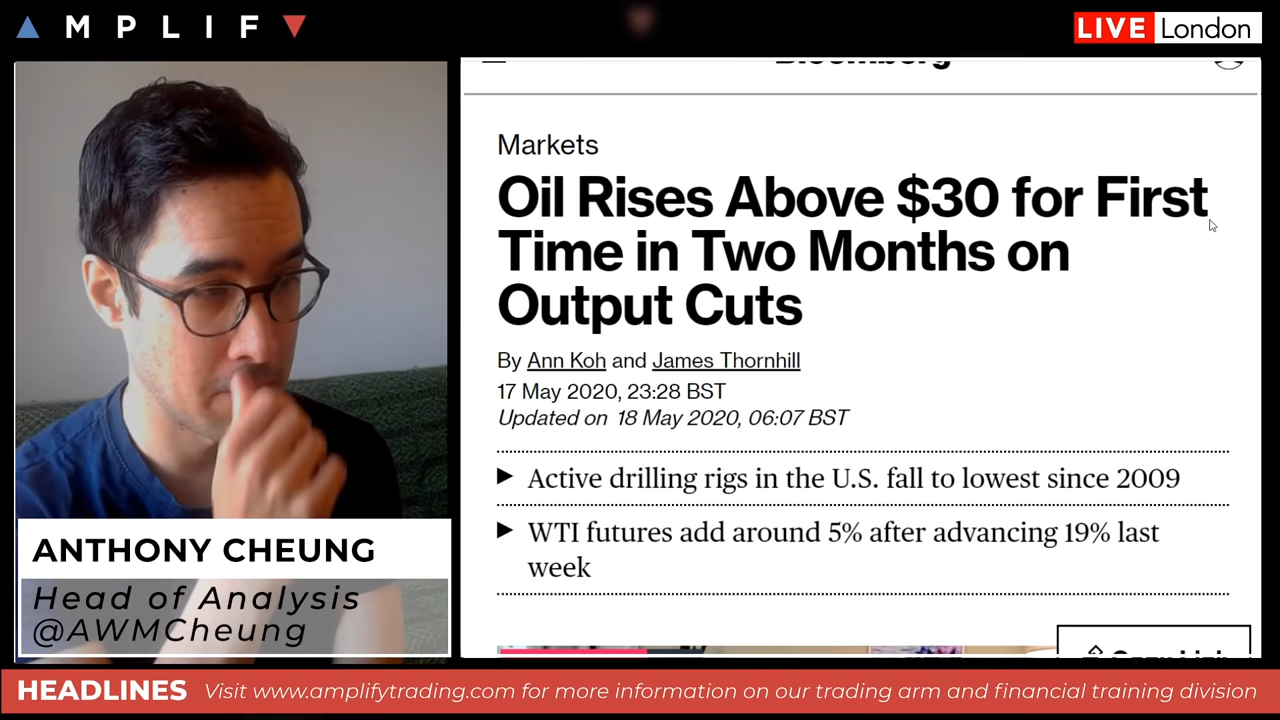 AMPLIFY
LIVE London
Bloomberg
Markets
Oil Rises Above $30 for First
Time in Two Months on
Output Cuts
By Ann Koh and James Thornhill
17 May 2020, 23:28 BST
Updated on 18 May 2020, 06:07 BST
Active drilling rigs in the U.S. fall to lowest since 2009
WTI futures add around 5% after advancing 19% last
week
Copy Link
ANTHONY CHEUNG
Head of Analysis
@AWMCheung
HEADLINES Visit www.amplifytrading.com for more information on our trading arm and financial training division